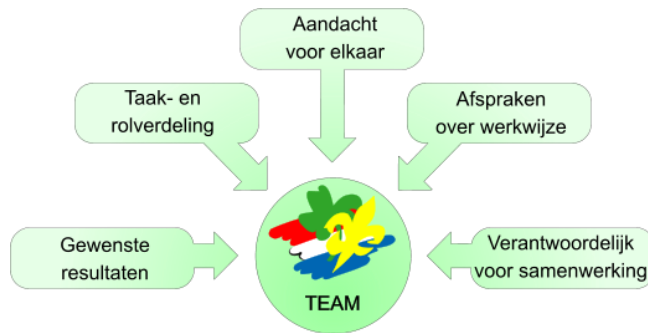 Aandacht
voor elkaar
Taak- en
rolverdeling
Afspraken
over werkwijze
Gewenste
resultaten
Verantwoordelijk
voor samenwerking
TEAM